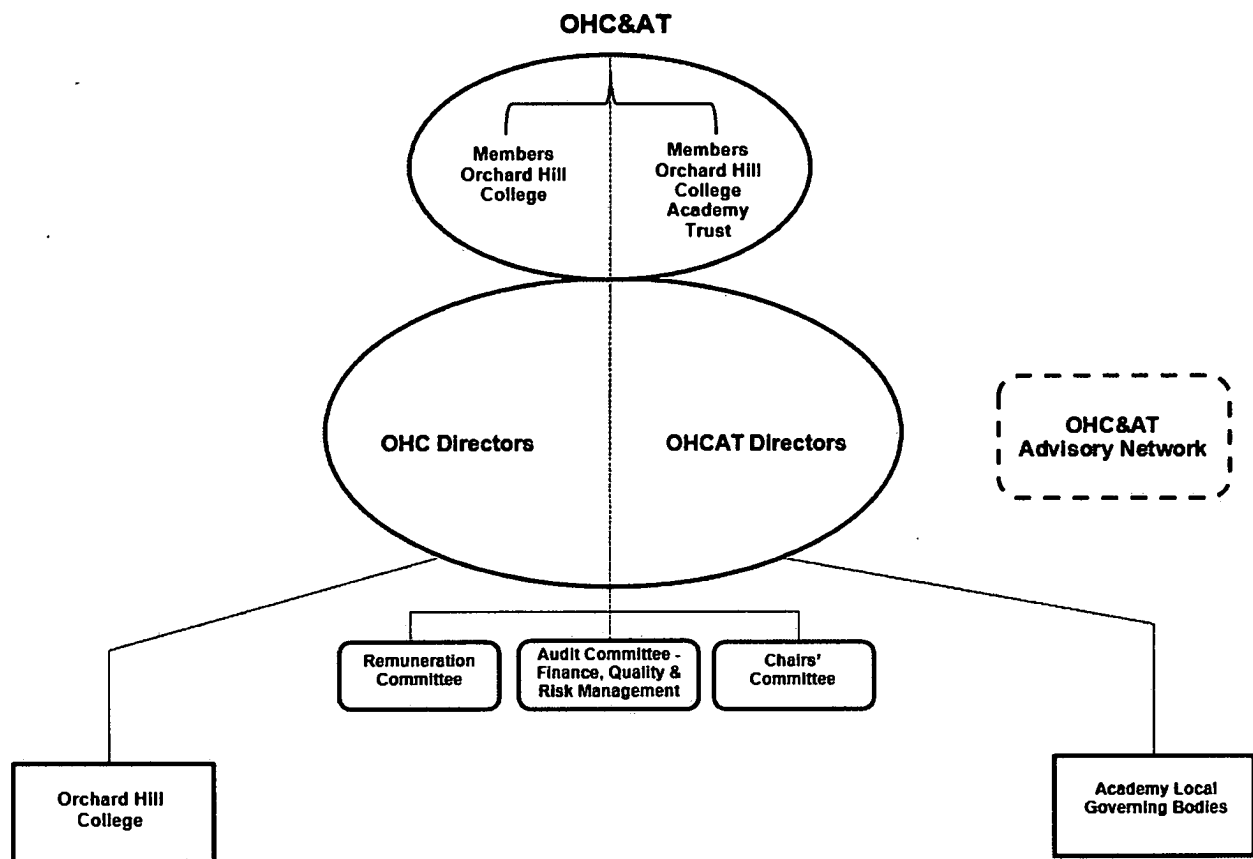 OHC&AT
Members
Orchard Hill
College
Members
Orchard Hill
College
Academy
Trust
OHC Directors
OHCAT Directors
OHC&AT
Advisory Network
Remuneration
Committee
Audit Committee -
Finance, Quality &
Risk Management
Chairs'
Committee
Orchard Hill
College
Academy Local
Governing Bodies